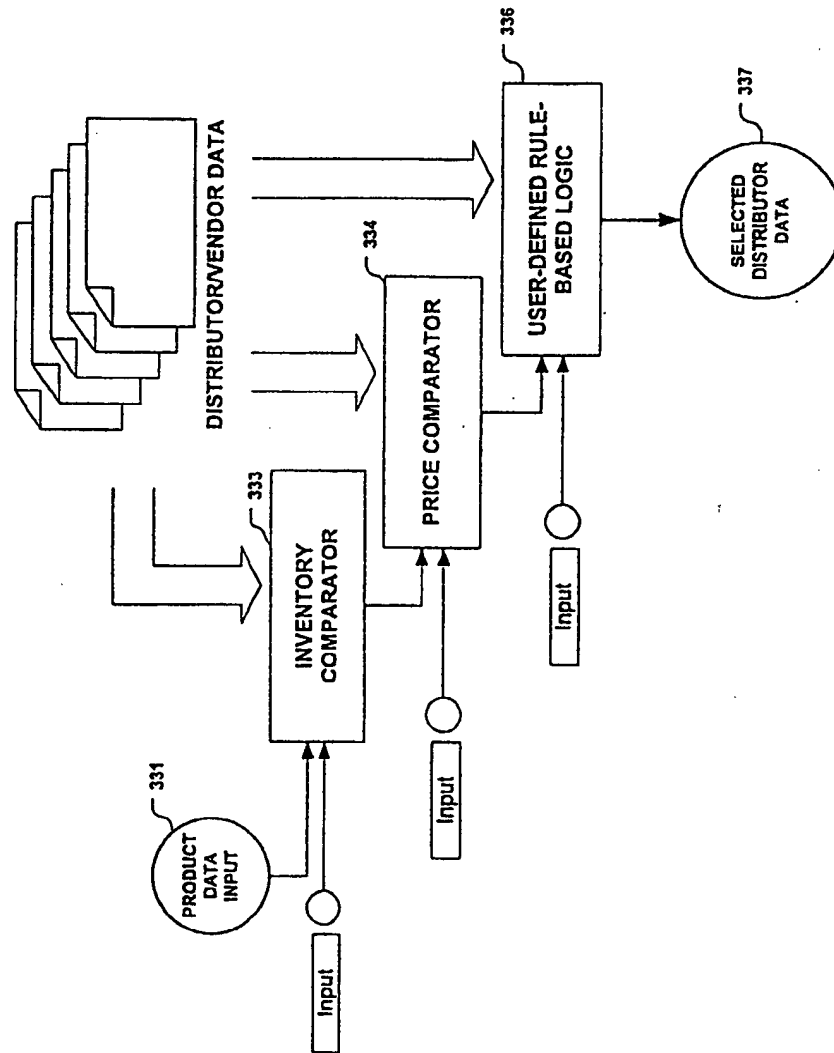 DISTRIBUTOR/VENDOR DATA
331
PRODUCT
DATA
INPUT
Input
333
INVENTORY
COMPARATOR
Input
334
PRICE COMPARATOR
Input
336
USER-DEFINED RULE-
BASED LOGIC
337
SELECTED
DISTRIBUTOR
DATA